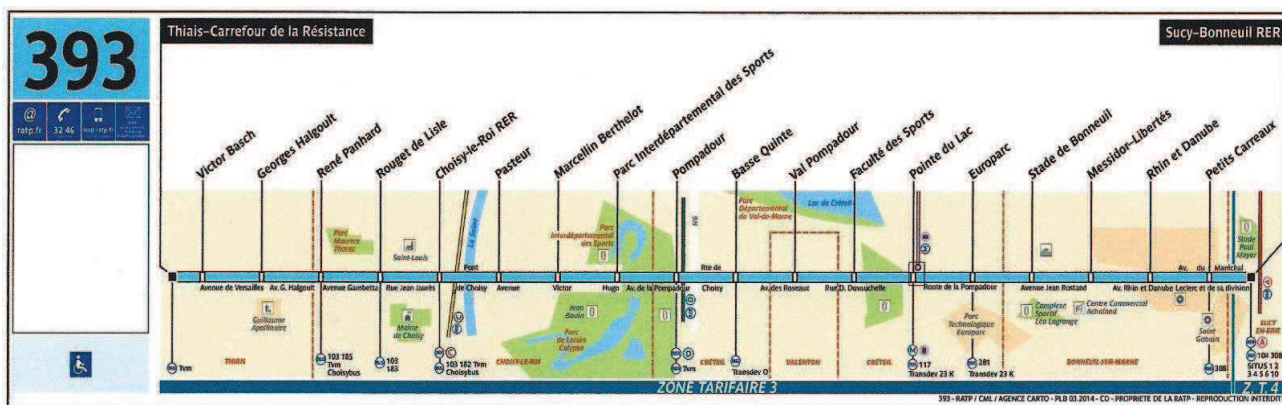 393
Thiais–Carrefour de la Résistance
Sucy–Bonneuil RER
@
ratp.fr
32 46
wap.ratp.fr
Victor Basch
Georges Halgoult
René Panhard
Rouget de Lisle
Choisy-le-Roi RER
Pasteur
Marcellin Berthelot
Parc Interdépartemental des Sports
Pompadour
Basse Quinte
Val Pompadour
Faculté des Sports
Pointe du Lac
Europarc
Stade de Bonneuil
Messidor–Libertés
Rhin et Danube
Petits Carreaux
Parc
Maurice
Thorez
Saint-Louis
La Seine
Parc
Interdépartemental
des Sports
Parc
Départemental
du Val-de-Marne
Lac de Créteil
Stade
Paul
Meyer
Pont
Rte de
Av. du Maréchal
Avenue de Versailles
Av. G. Halgoult
Avenue Gambetta
Rue Jean Jaurès
de Choisy
Avenue
Victor
Hugo
Av. de la Pompadour
Choisy
Av. des Roseaux
Rue D. Duvauchelle
Route de la Pompadour
Avenue Jean Rostand
Av. Rhin et Danube
Leclerc et de sa division
Guillaume
Apollinaire
Mairie
de Choisy
Jean
Bouin
Parc
de Loisirs
Calypso
Parc
Technologique
Europarc
Complexe
Sportif
Léo Lagrange
Centre Commercial
Achaland
Saint
Gobain
SUCY
EN-BRIE
THIAIS
CHOISY-LE-ROI
CRÉTEIL
VALENTON
CRÉTEIL
BONNEUIL-SUR-MARNE
Tvm
103 185
Tvm
Choisybus
103
183
C
103 182 Tvm
Choisybus
D
Tvm
Transdev O
M 8
117
Transdev 23 K
281
Transdev 23 K
308
A
104 308
SITUS 1 2
3 4 5 6 10
ZONE TARIFAIRE 3
Z. T. 4
393 - RATP / CML / AGENCE CARTO - PLB 03.2014 - CO - PROPRIETE DE LA RATP - REPRODUCTION INTERDIT